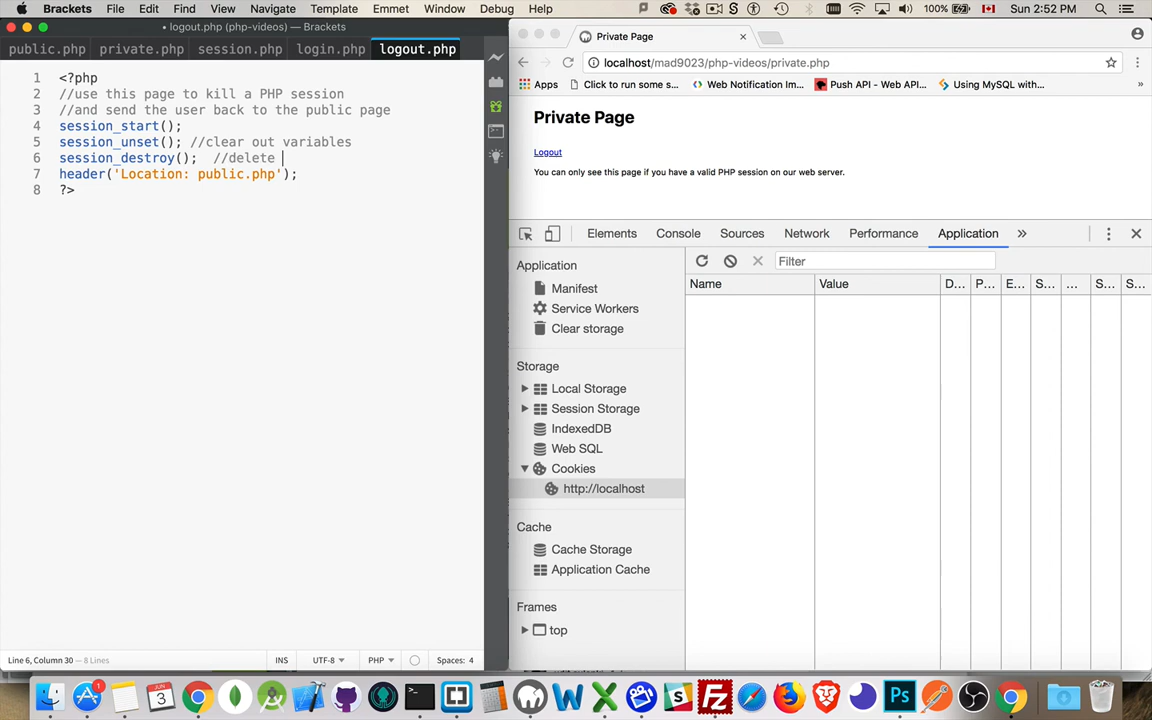 Brackets File Edit Find View Navigate Template Emmet Window Debug Help 100% Sun 2:52 PM
• logout.php (php-videos) — Brackets
public.php private.php session.php login.php logout.php
1 <?php
2 //use this page to kill a PHP session
3 //and send the user back to the public page
4 session_start();
5 session_unset(); //clear out variables
6 session_destroy();  //delete
7 header('Location: public.php');
8 ?>
Line 6, Column 30 — 8 Lines INS UTF-8 PHP Spaces: 4
Private Page
localhost/mad9023/php-videos/private.php
Apps Click to run some s... Web Notification Im... Push API - Web API... Using MySQL with... »
Private Page
Logout
You can only see this page if you have a valid PHP session on our web server.
Elements Console Sources Network Performance Application »
Application
Manifest
Service Workers
Clear storage
Storage
Local Storage
Session Storage
IndexedDB
Web SQL
Cookies
http://localhost
Cache
Cache Storage
Application Cache
Frames
top
Filter
Name Value D... P... E... S... ... S... S...
1 3 Ps